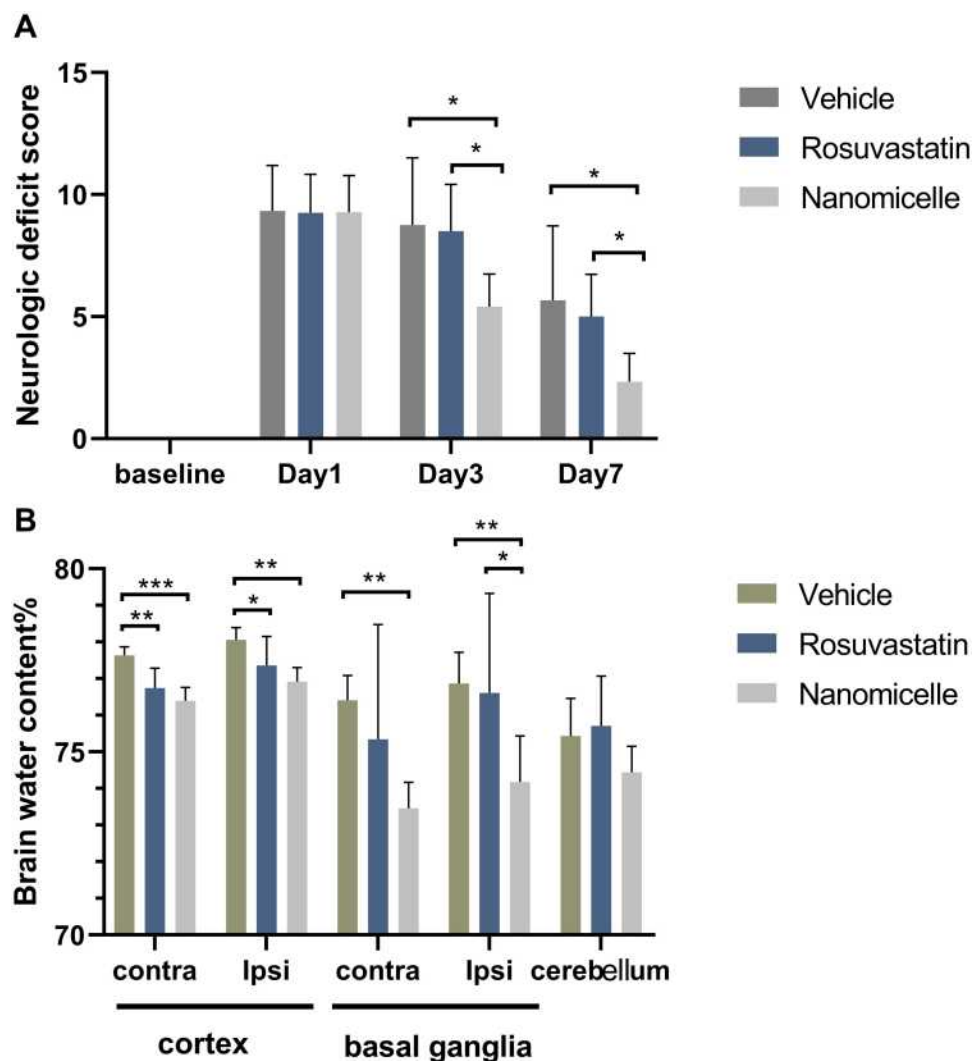 A
Neurologic deficit score
15
10
5
0
*
*
*
*
baseline Day1 Day3 Day7
Vehicle
Rosuvastatin
Nanomicelle
B
Brain water content%
80
75
70
***
**
**
*
**
**
*
contra Ipsi contra Ipsi cerebellum
cortex basal ganglia
Vehicle
Rosuvastatin
Nanomicelle